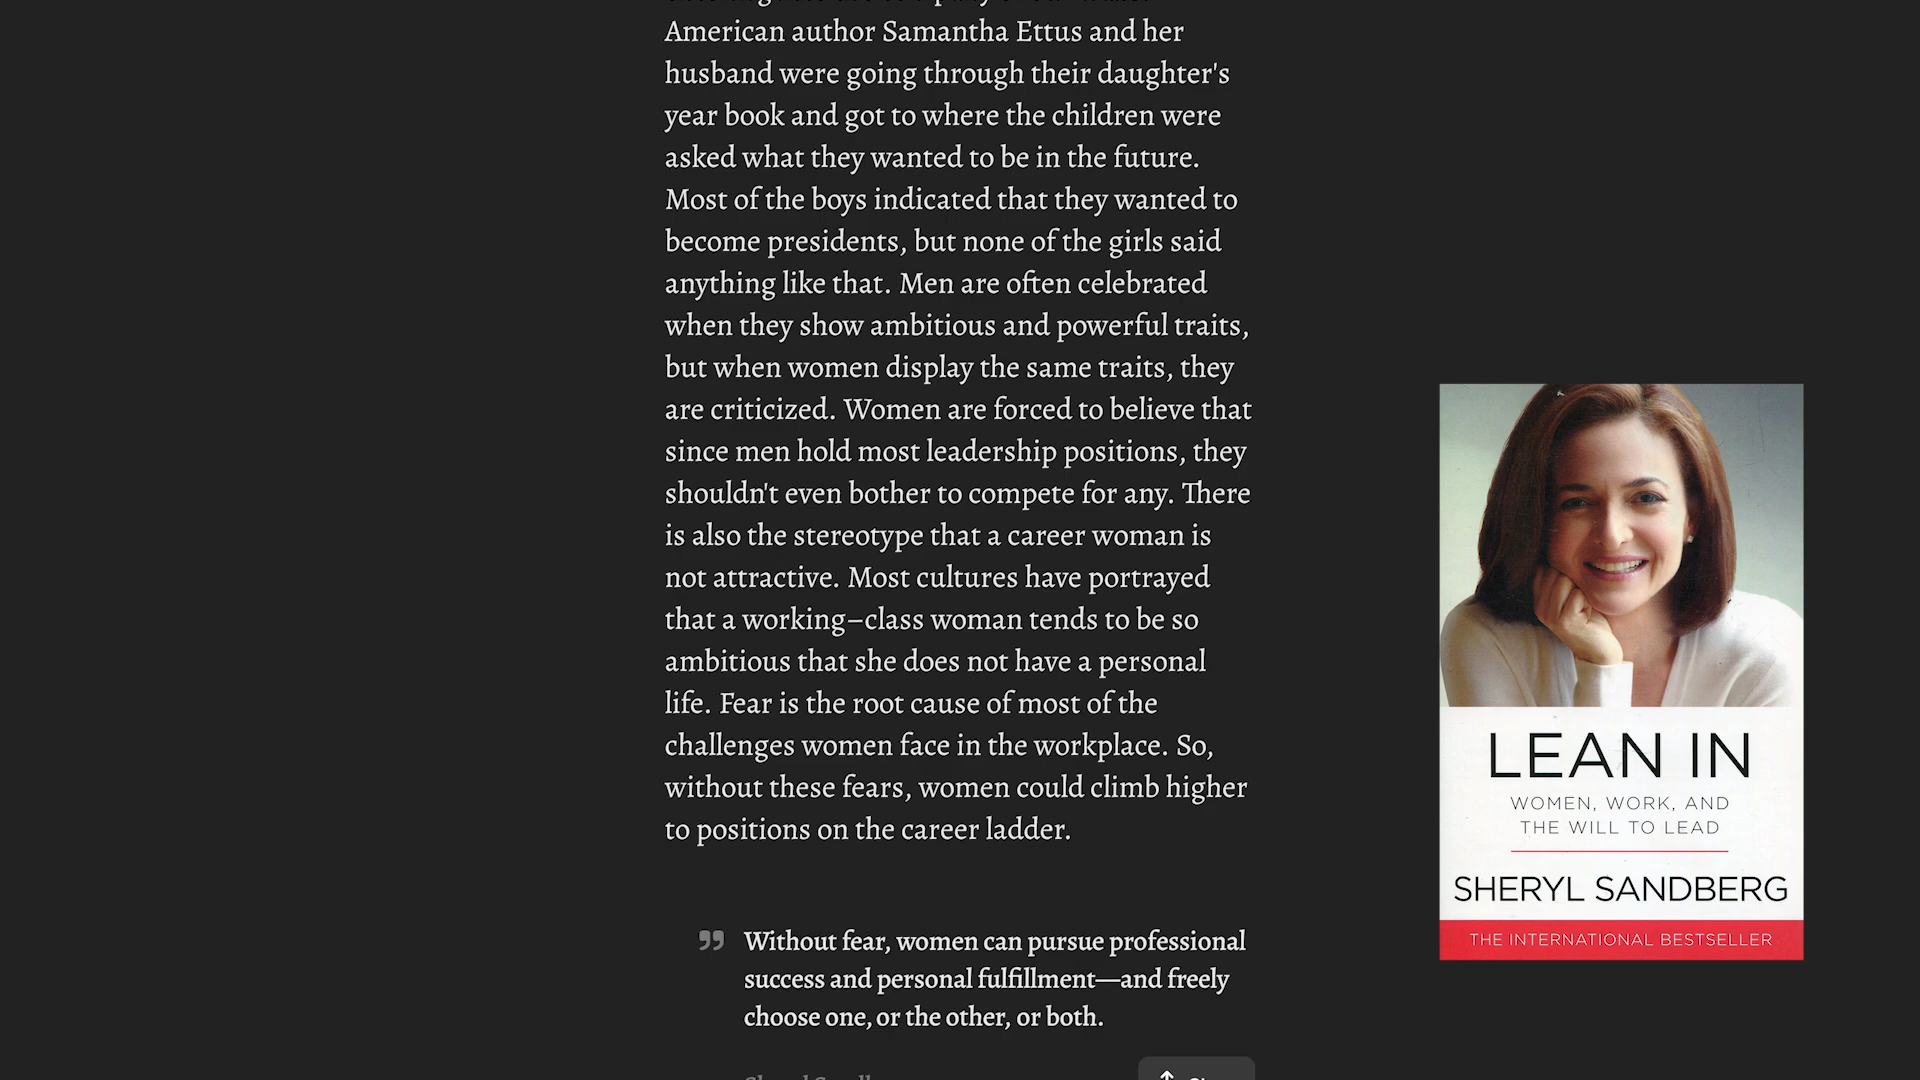 American author Samantha Ettus and her
husband were going through their daughter's
year book and got to where the children were
asked what they wanted to be in the future.
Most of the boys indicated that they wanted to
become presidents, but none of the girls said
anything like that. Men are often celebrated
when they show ambitious and powerful traits,
but when women display the same traits, they
are criticized. Women are forced to believe that
since men hold most leadership positions, they
shouldn't even bother to compete for any. There
is also the stereotype that a career woman is
not attractive. Most cultures have portrayed
that a working–class woman tends to be so
ambitious that she does not have a personal
life. Fear is the root cause of most of the
challenges women face in the workplace. So,
without these fears, women could climb higher
to positions on the career ladder.
Without fear, women can pursue professional
success and personal fulfillment—and freely
choose one, or the other, or both.
LEAN IN
WOMEN, WORK, AND
THE WILL TO LEAD
SHERYL SANDBERG
THE INTERNATIONAL BESTSELLER